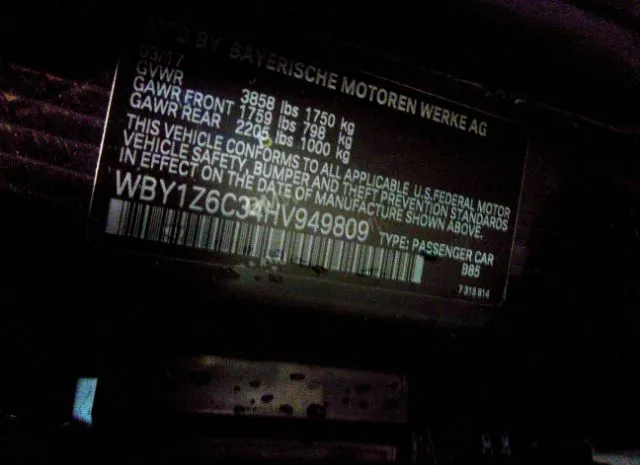 MFD BY BAYERISCHE MOTOREN WERKE AG
03/17
GVWR 3858 lbs 1750 kg
GAWR FRONT 1759 lbs 798 kg
GAWR REAR 2205 lbs 1000 kg
THIS VEHICLE CONFORMS TO ALL APPLICABLE U.S.FEDERAL MOTOR
VEHICLE SAFETY, BUMPER AND THEFT PREVENTION STANDARDS
IN EFFECT ON THE DATE OF MANUFACTURE SHOWN ABOVE.
WBY1Z6C34HV949809
TYPE: PASSENGER CAR
B85
7 318 814